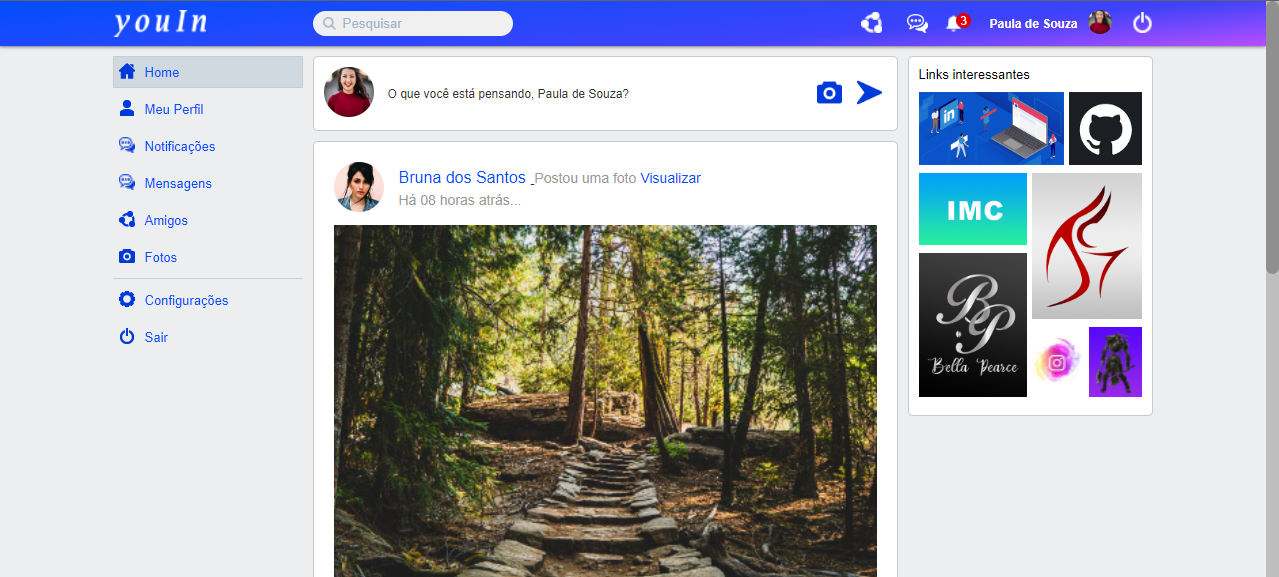 youIn
Pesquisar
3
Paula de Souza
Home
Meu Perfil
Notificações
Mensagens
Amigos
Fotos
Configurações
Sair
O que você está pensando, Paula de Souza?
Bruna dos Santos Postou uma foto Visualizar
Há 08 horas atrás...
Links interessantes
in
IMC
BP
Bella Pearce